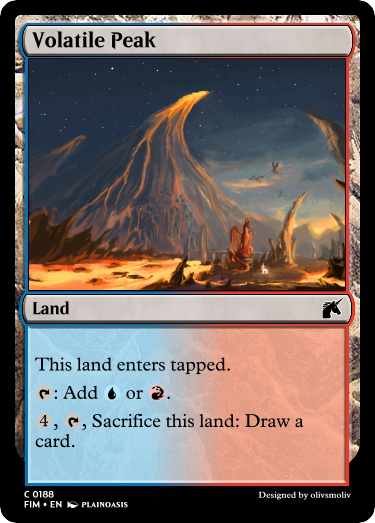 Volatile Peak
Land
This land enters tapped.
: Add or .
4 , , Sacrifice this land: Draw a
card.
C 0188
FIM • EN PLAINOASIS
Designed by olivsmoliv